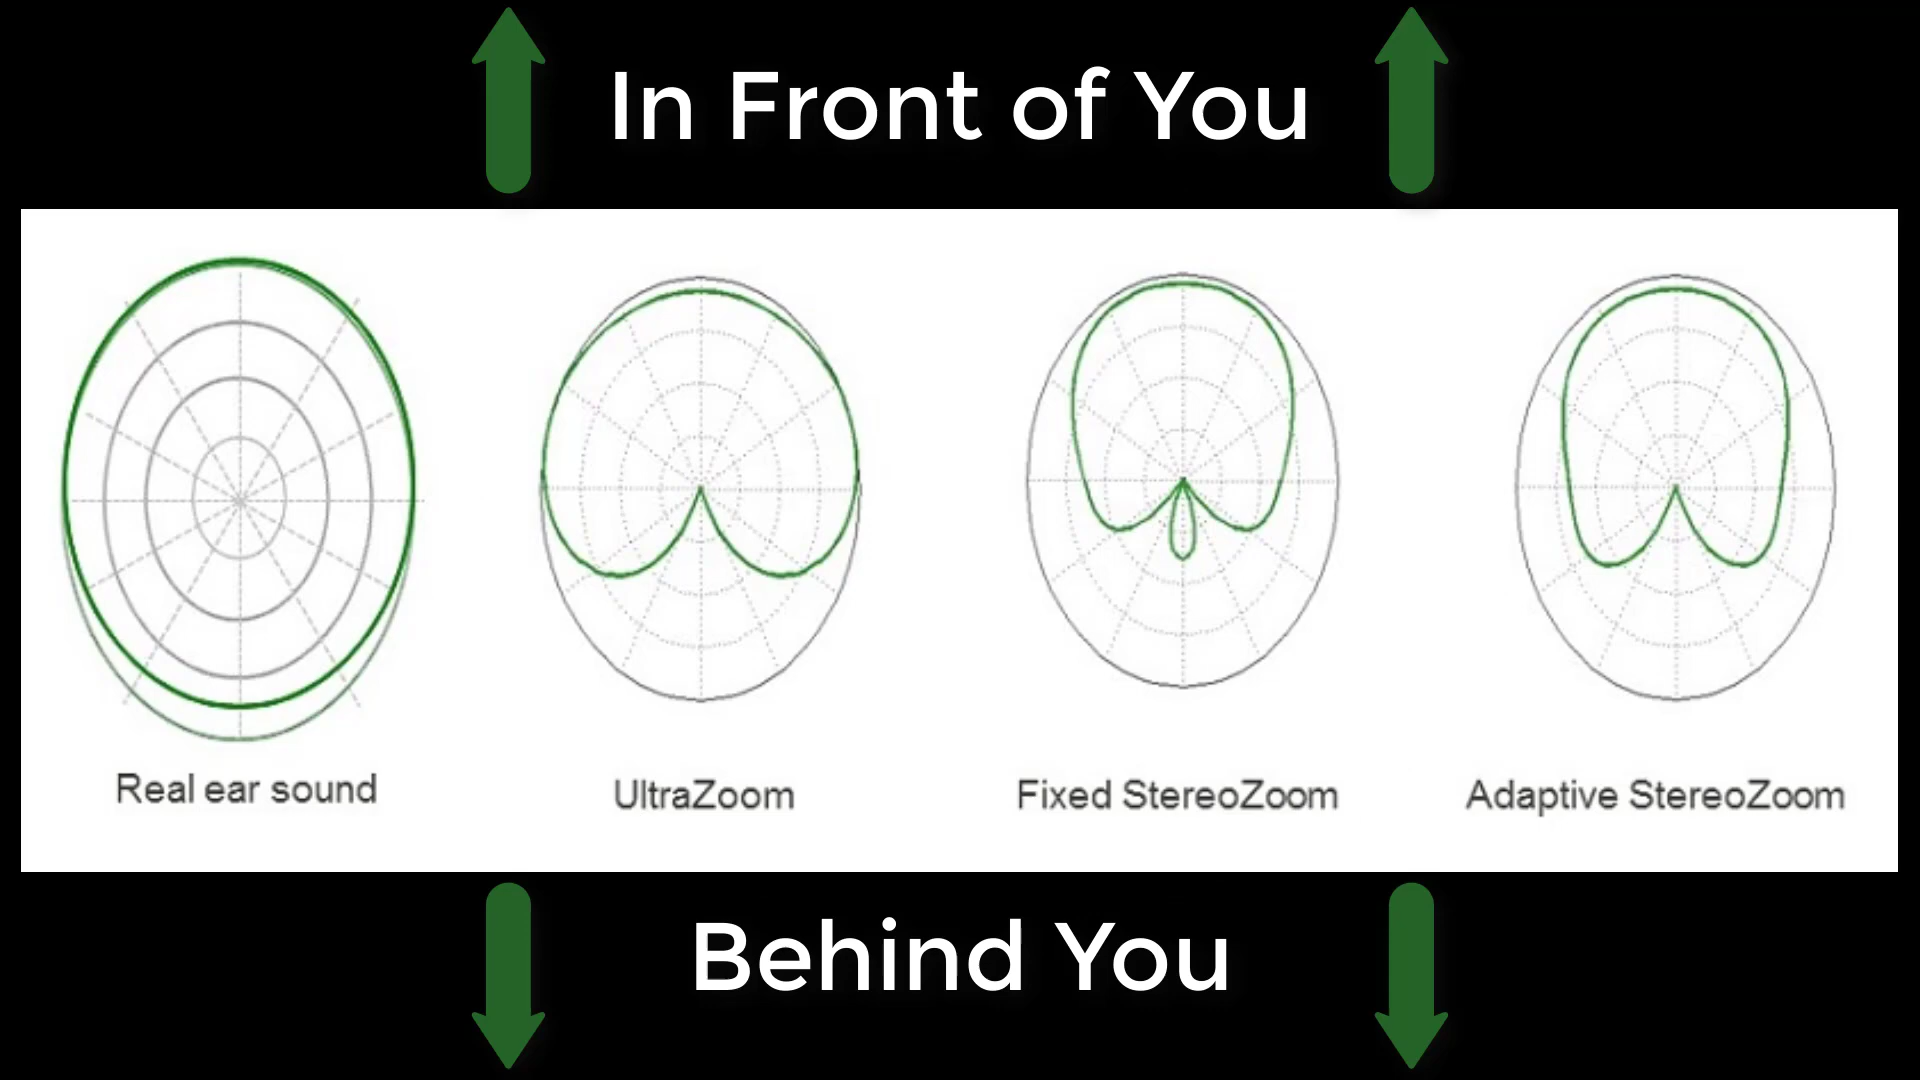 In Front of You
Real ear sound
UltraZoom
Fixed StereoZoom
Adaptive StereoZoom
Behind You